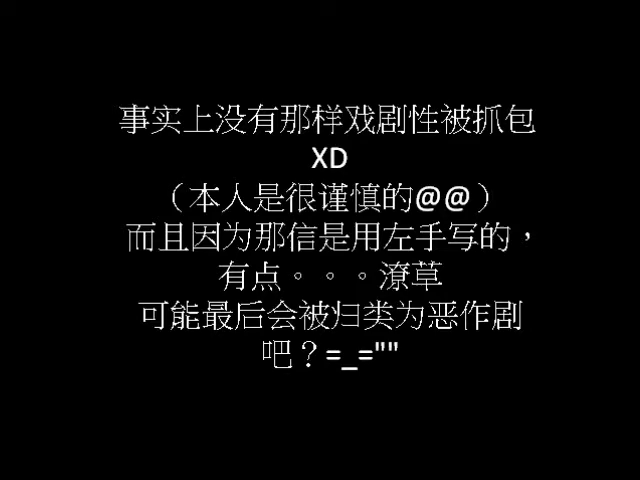 事实上没有那样戏剧性被抓包
XD
（本人是很谨慎的@@）
而且因为那信是用左手写的，
有点。。。潦草
可能最后会被归类为恶作剧
吧？=_=""